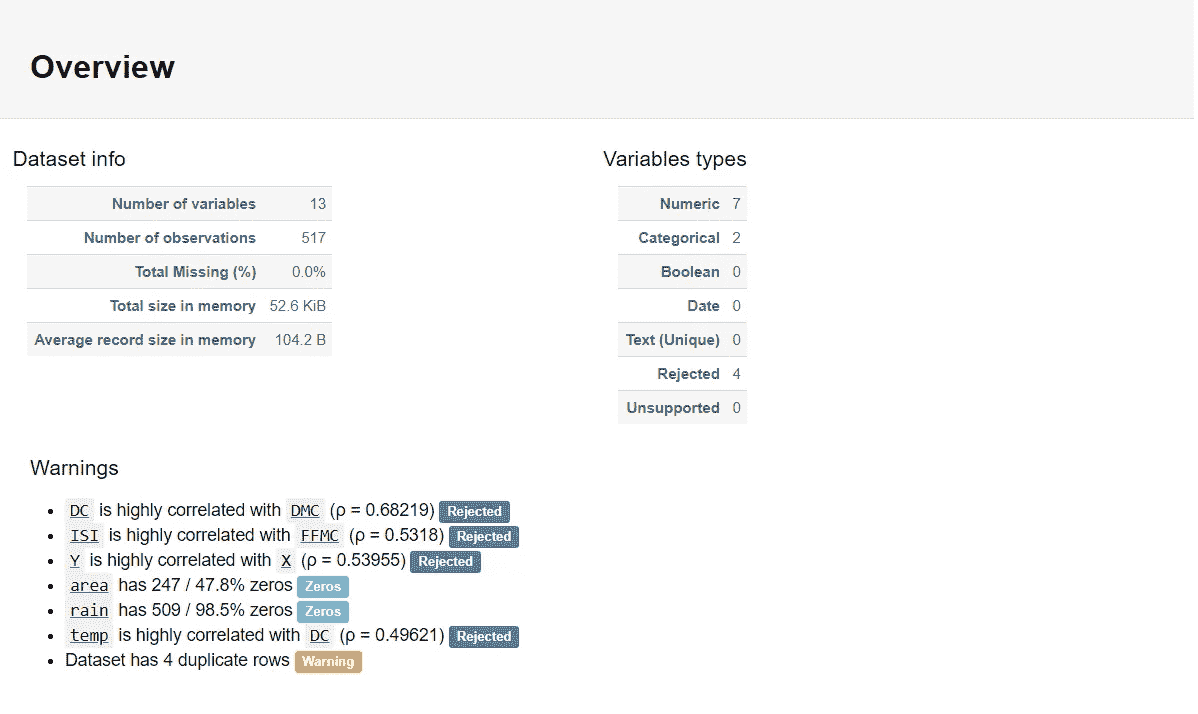 Overview
Dataset info
Number of variables 13
Number of observations 517
Total Missing (%) 0.0%
Total size in memory 52.6 KiB
Average record size in memory 104.2 B
Variables types
Numeric 7
Categorical 2
Boolean 0
Date 0
Text (Unique) 0
Rejected 4
Unsupported 0
Warnings
DC is highly correlated with DMC (ρ = 0.68219) Rejected
ISI is highly correlated with FFMC (ρ = 0.5318) Rejected
Y is highly correlated with X (ρ = 0.53955) Rejected
area has 247 / 47.8% zeros Zeros
rain has 509 / 98.5% zeros Zeros
temp is highly correlated with DC (ρ = 0.49621) Rejected
Dataset has 4 duplicate rows Warning